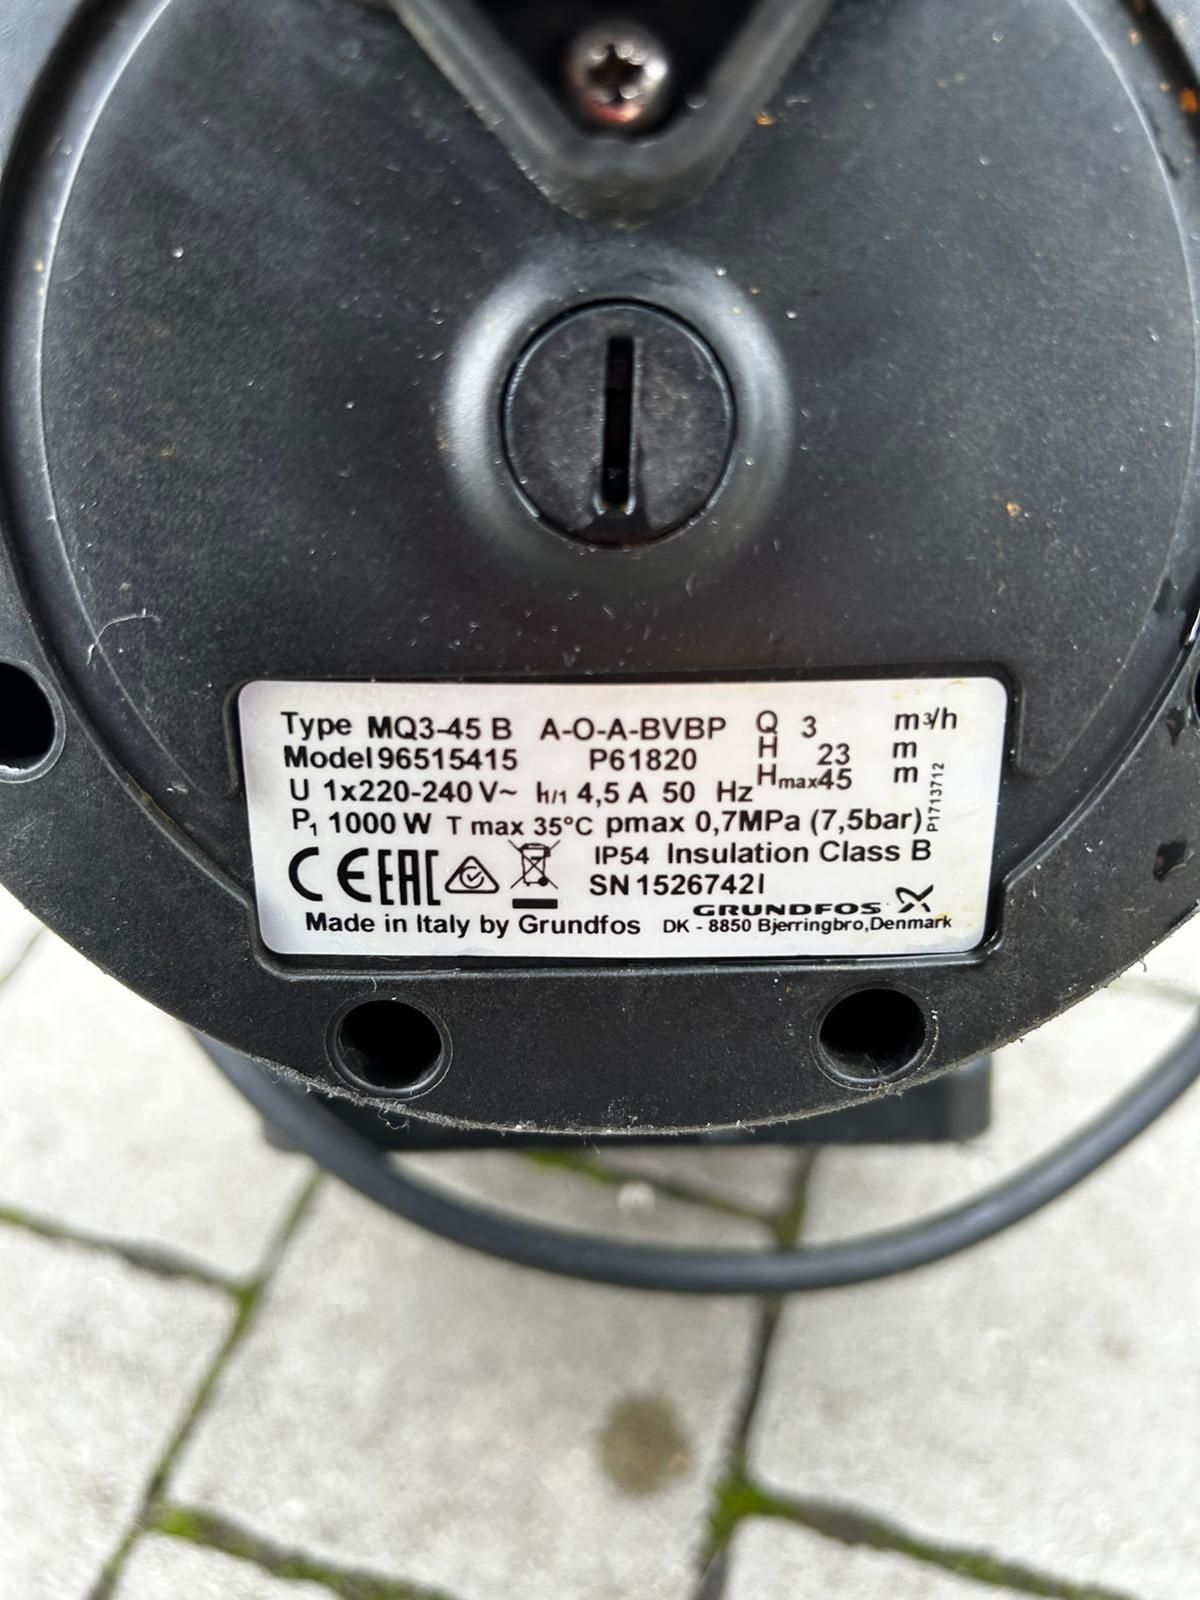 Type MQ3-45 B A-O-A-BVBP Q 3 m³/h
Model 96515415 P61820 H 23 m
Hmax 45 m
U 1x220-240 V~ I1/1 4,5 A 50 Hz
P1 1000 W T max 35°C pmax 0,7MPa (7,5bar)
P1713712
CE EAC IP54 Insulation Class B
SN 15267421
GRUNDFOS
Made in Italy by Grundfos DK - 8850 Bjerringbro,Denmark